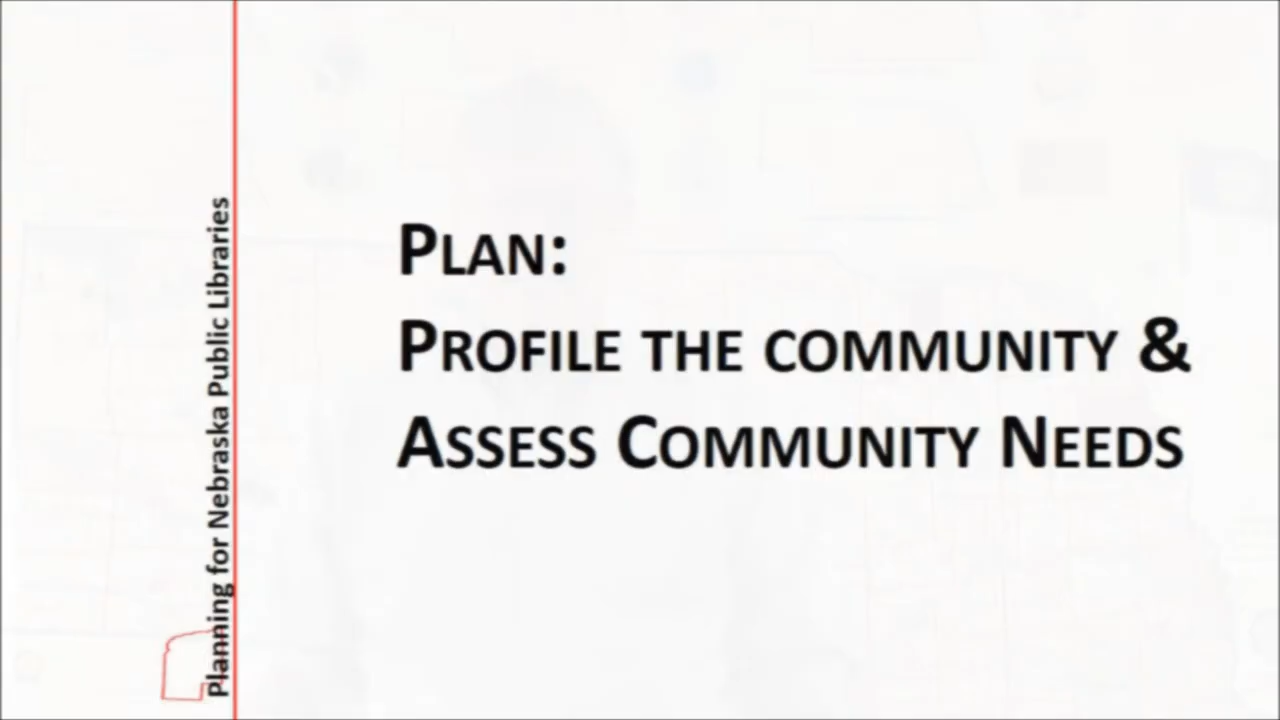 Planning for Nebraska Public Libraries
Plan:
Profile the community &
Assess Community Needs